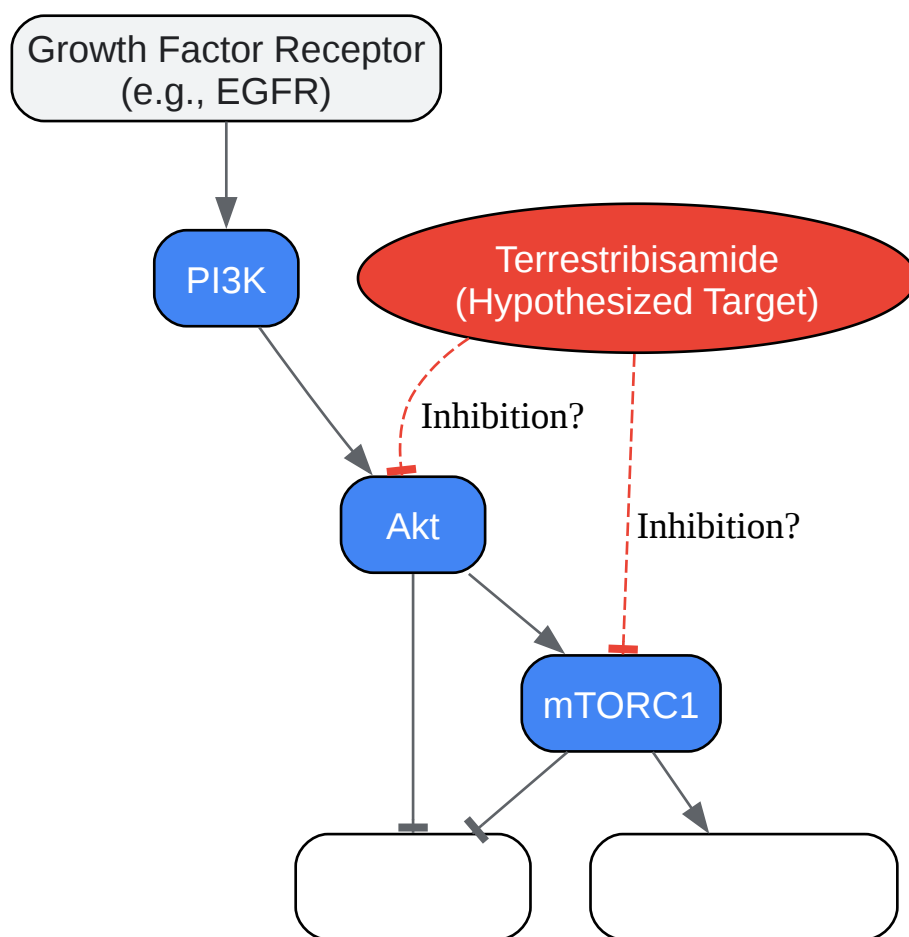 Growth Factor Receptor
(e.g., EGFR)
PI3K
Terrestribisamide
(Hypothesized Target)
Inhibition?
Akt
Inhibition?
mTORC1